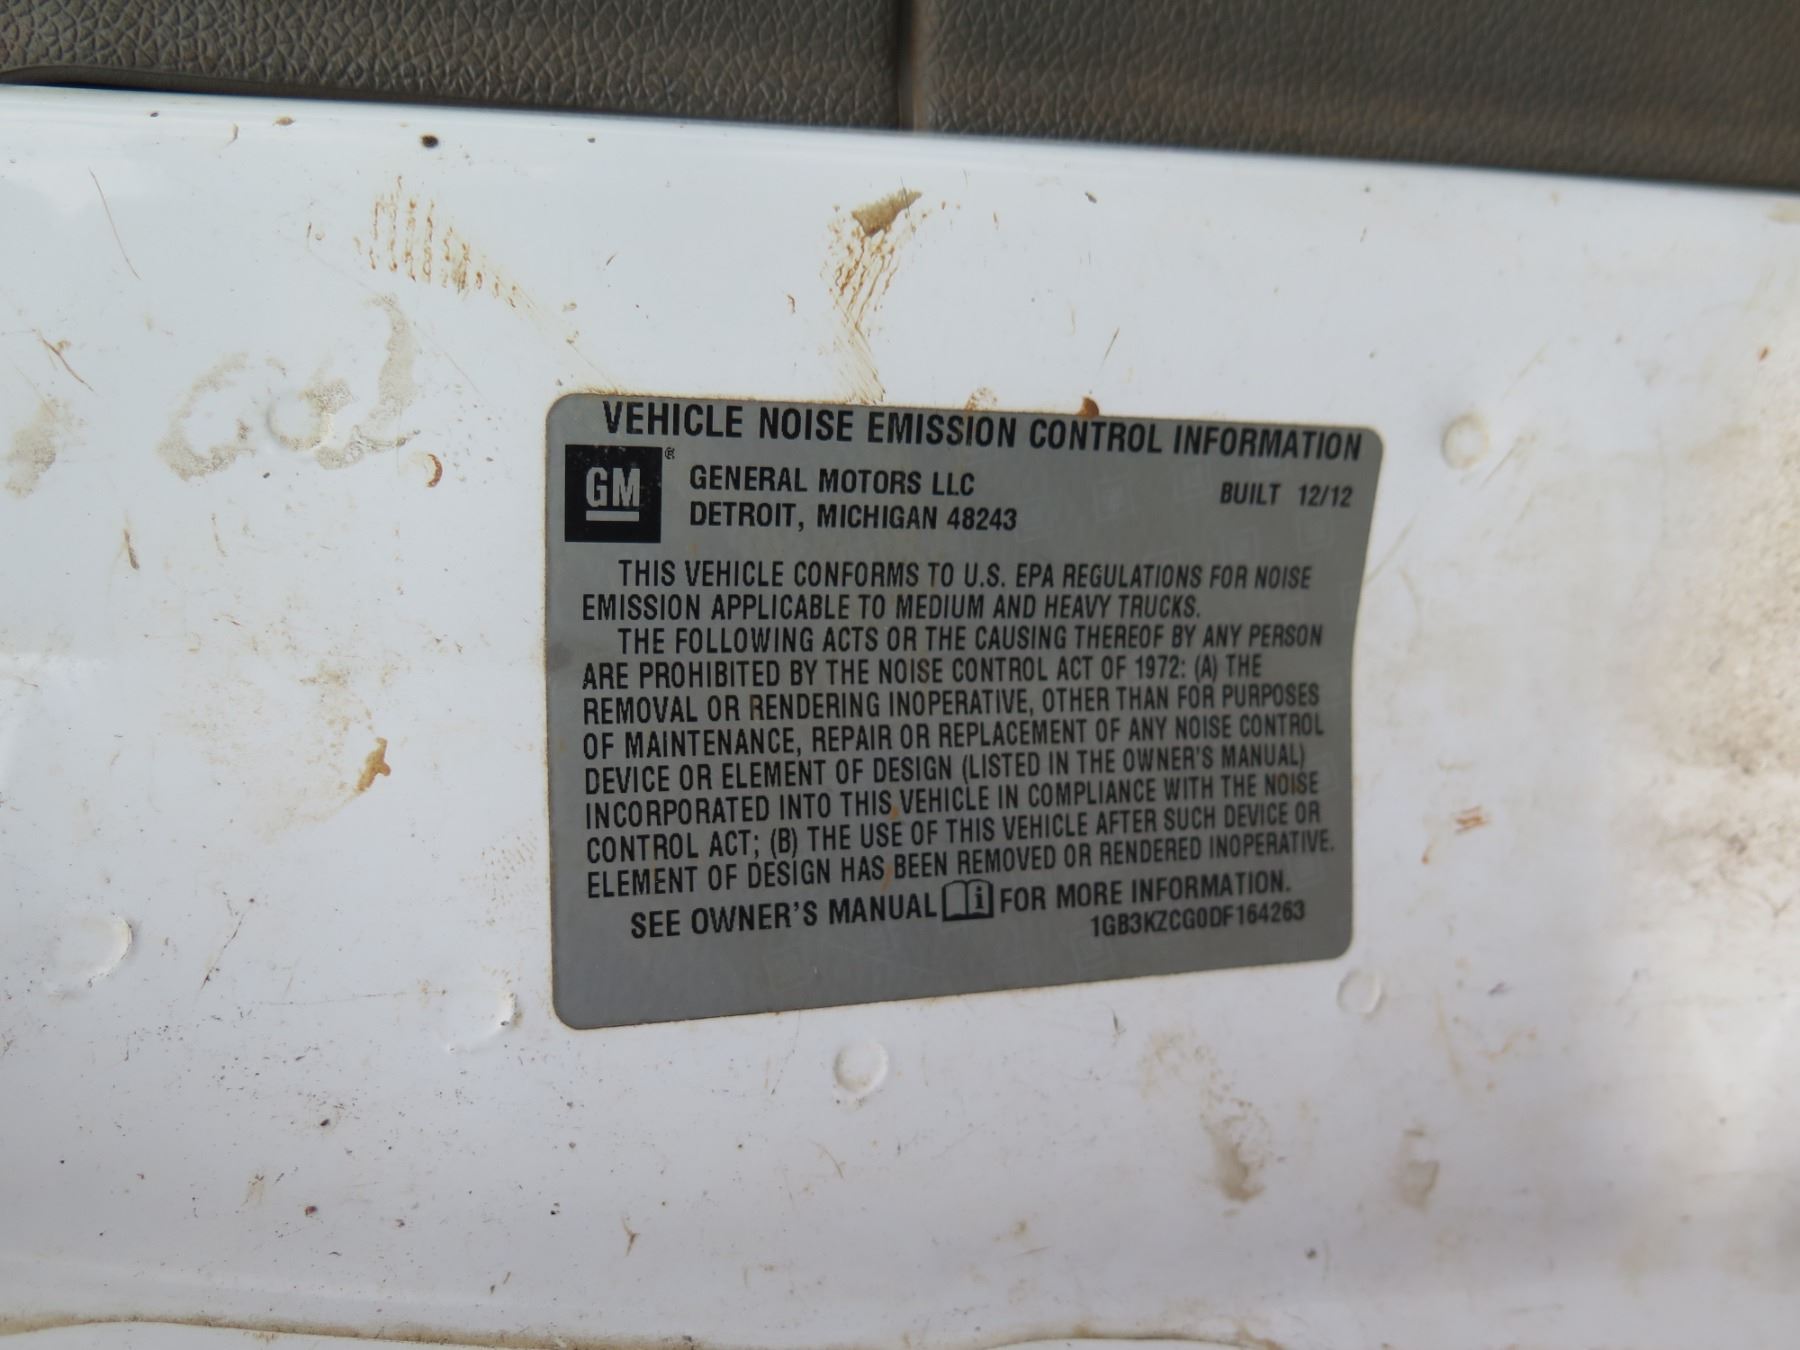 VEHICLE NOISE EMISSION CONTROL INFORMATION
GM®
GENERAL MOTORS LLC
DETROIT, MICHIGAN 48243
BUILT 12/12
THIS VEHICLE CONFORMS TO U.S. EPA REGULATIONS FOR NOISE
EMISSION APPLICABLE TO MEDIUM AND HEAVY TRUCKS.
THE FOLLOWING ACTS OR THE CAUSING THEREOF BY ANY PERSON
ARE PROHIBITED BY THE NOISE CONTROL ACT OF 1972: (A) THE
REMOVAL OR RENDERING INOPERATIVE, OTHER THAN FOR PURPOSES
OF MAINTENANCE, REPAIR OR REPLACEMENT OF ANY NOISE CONTROL
DEVICE OR ELEMENT OF DESIGN (LISTED IN THE OWNER'S MANUAL)
INCORPORATED INTO THIS VEHICLE IN COMPLIANCE WITH THE NOISE
CONTROL ACT; (B) THE USE OF THIS VEHICLE AFTER SUCH DEVICE OR
ELEMENT OF DESIGN HAS BEEN REMOVED OR RENDERED INOPERATIVE.
SEE OWNER'S MANUAL i FOR MORE INFORMATION.
1GB3KZCG0DF164263